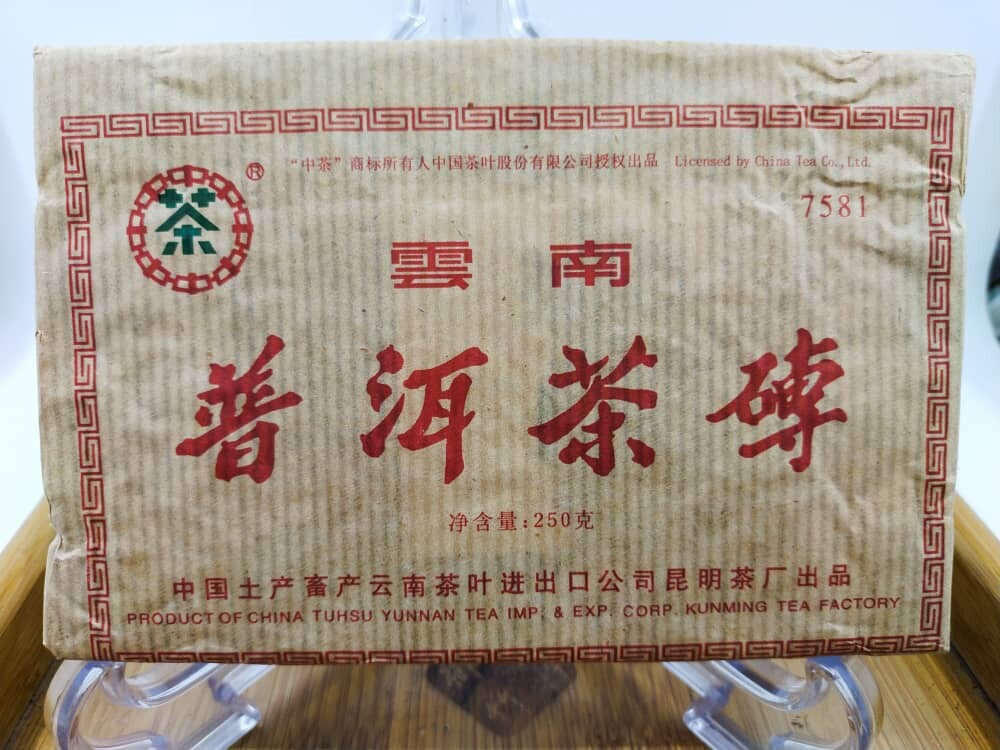 "中茶"商标所有人中国茶叶股份有限公司授权出品 Licensed by China Tea Co., Ltd.
茶 ®
7581
雲南
普洱茶磚
净含量:250克
中国土产畜产云南茶叶进出口公司昆明茶厂出品
PRODUCT OF CHINA TUHSU YUNNAN TEA IMP. & EXP. CORP. KUNMING TEA FACTORY